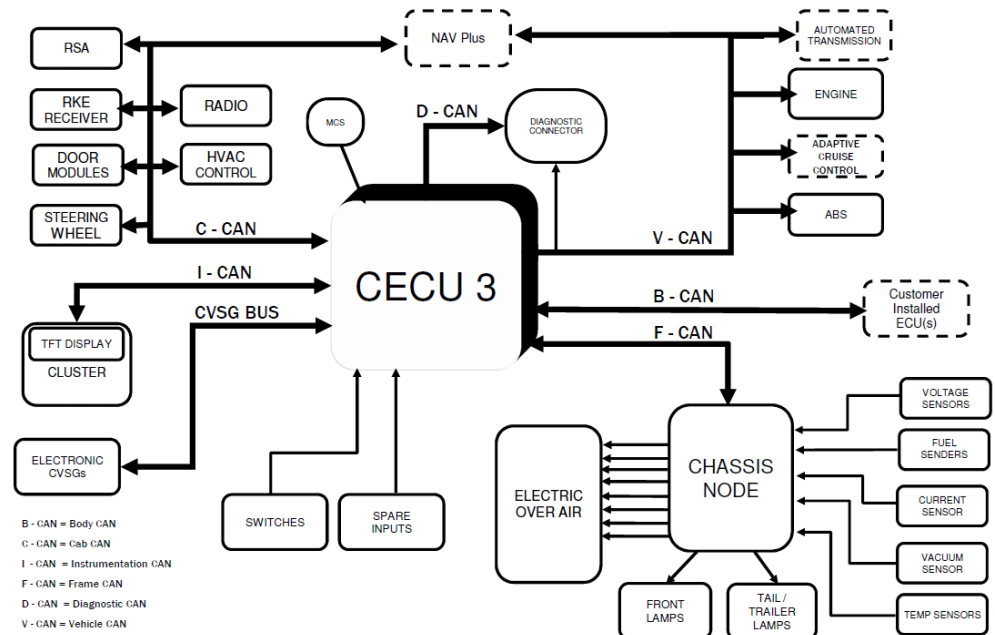 RSA
NAV Plus
AUTOMATED
TRANSMISSION
RKE
RECEIVER
RADIO
MCS
D - CAN
DIAGNOSTIC
CONNECTOR
ENGINE
DOOR
MODULES
HVAC
CONTROL
ADAPTIVE
CRUISE
CONTROL
STEERING
WHEEL
ABS
C - CAN
V - CAN
I - CAN
CECU 3
B - CAN
Customer
Installed
ECU(s)
CVSG BUS
F - CAN
TFT DISPLAY
CLUSTER
VOLTAGE
SENSORS
FUEL
SENDERS
ELECTRONIC
CVSGs
CHASSIS
NODE
ELECTRIC
OVER AIR
CURRENT
SENSOR
SWITCHES
SPARE
INPUTS
VACUUM
SENSOR
FRONT
LAMPS
TAIL /
TRAILER
LAMPS
TEMP SENSORS
B - CAN = Body CAN
C - CAN = Cab CAN
I - CAN = Instrumentation CAN
F - CAN = Frame CAN
D - CAN = Diagnostic CAN
V - CAN = Vehicle CAN